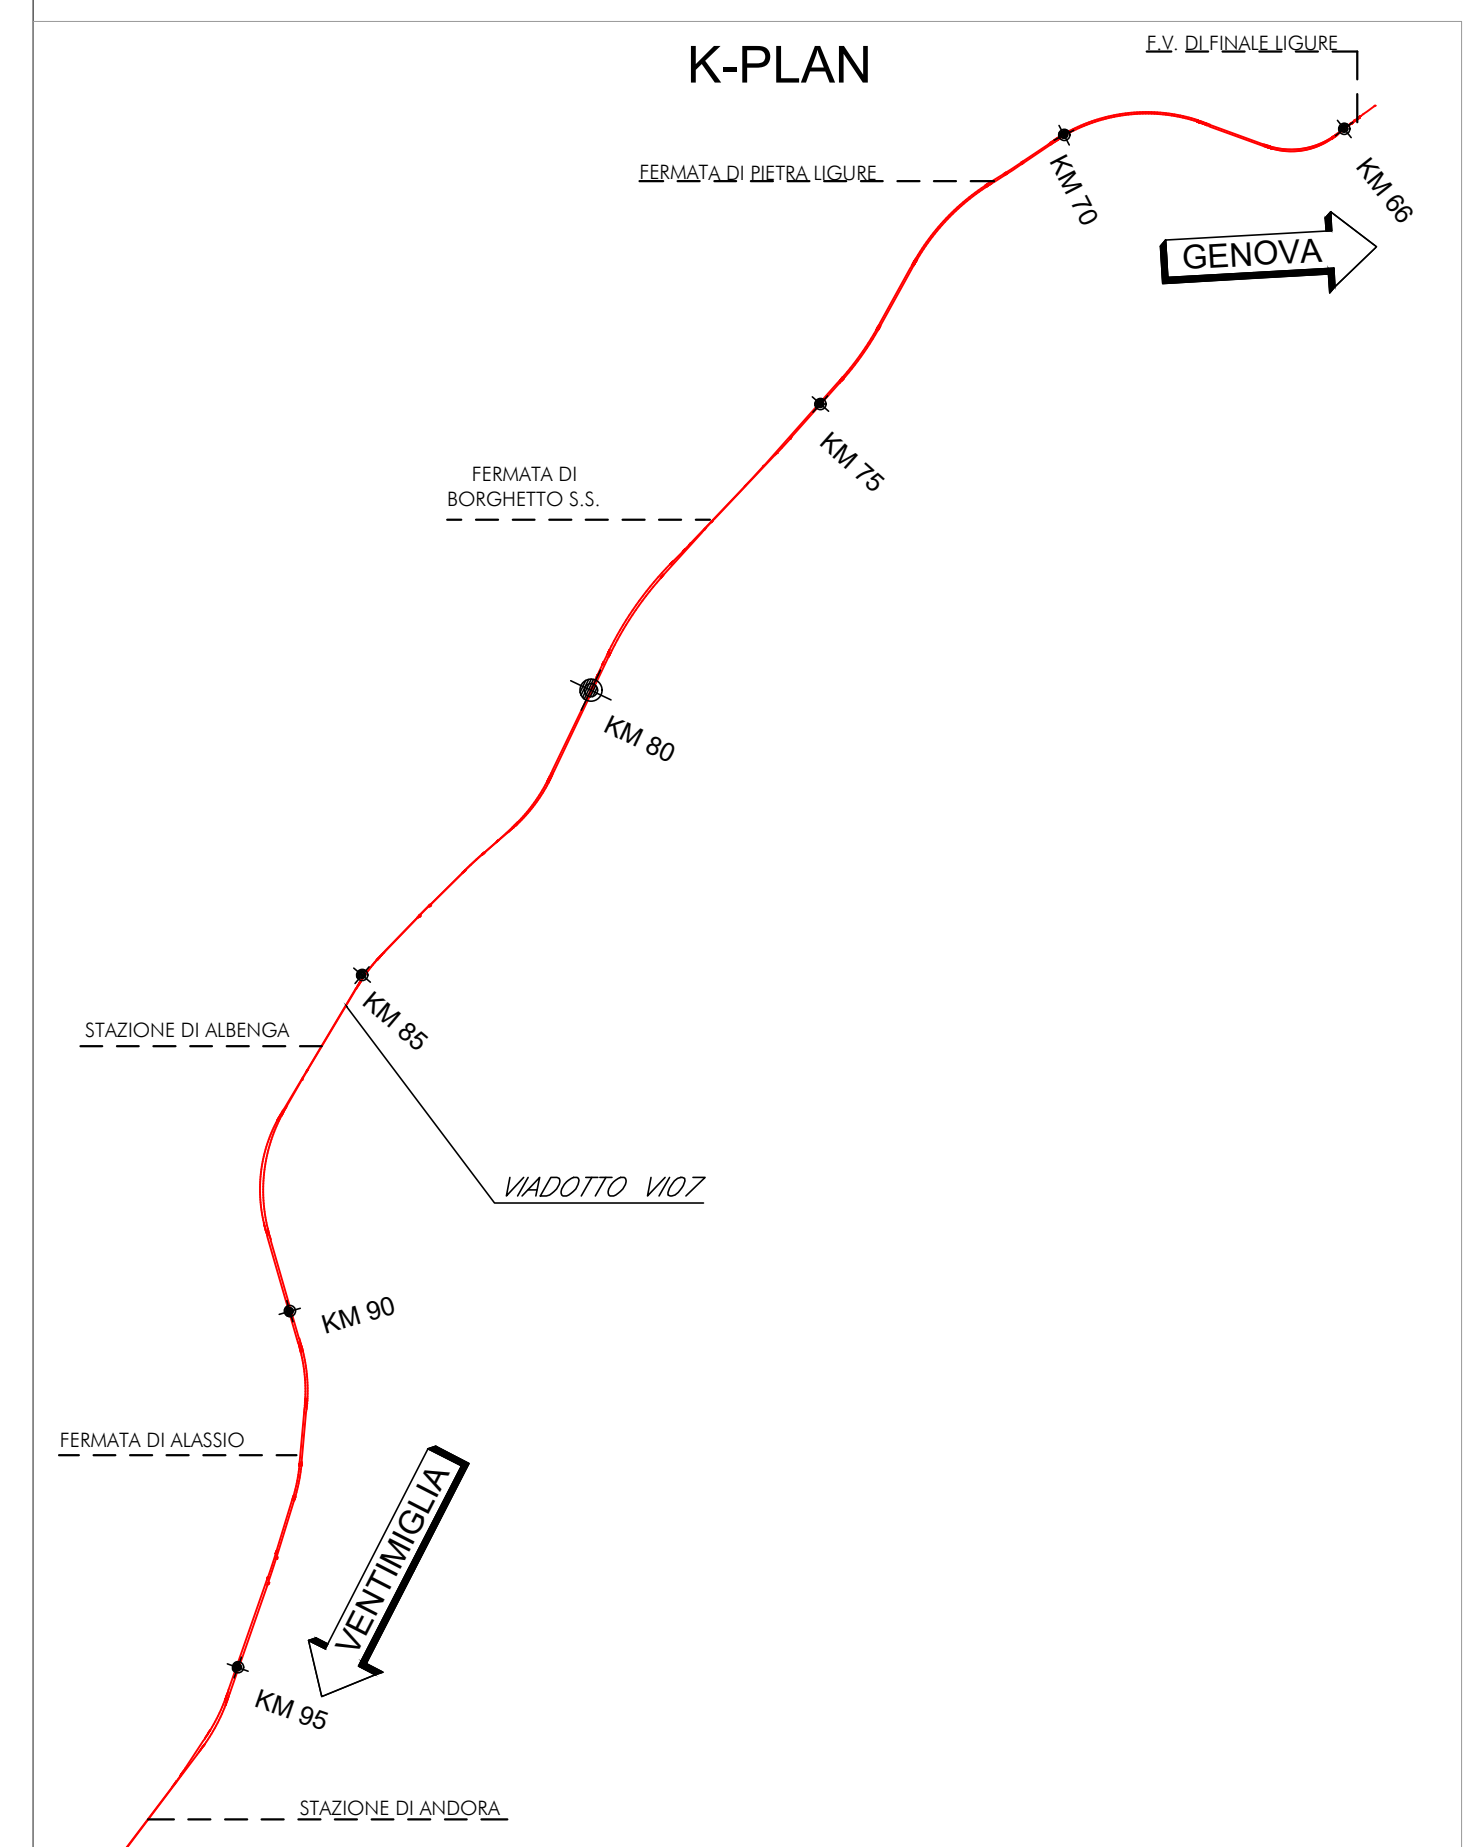 K-PLAN
F.V. DI FINALE LIGURE
FERMATA DI PIETRA LIGURE
KM 70
KM 66
GENOVA
KM 75
FERMATA DI
BORGHETTO S.S.
KM 80
KM 85
STAZIONE DI ALBENGA
VIADOTTO VI07
KM 90
FERMATA DI ALASSIO
VENTIMIGLIA
KM 95
STAZIONE DI ANDORA